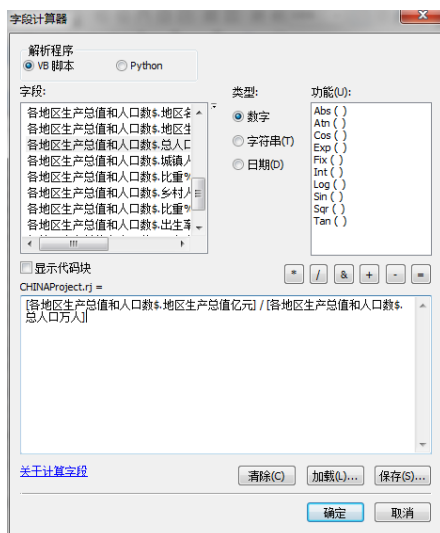 字段计算器
解析程序
VB 脚本
Python
字段:
类型:
功能(U):
各地区生产总值和人口数$.地区名
各地区生产总值和人口数$.地区生
各地区生产总值和人口数$.总人口
各地区生产总值和人口数$.城镇人
各地区生产总值和人口数$.比重%
各地区生产总值和人口数$.乡村人
各地区生产总值和人口数$.比重%
各地区生产总值和人口数$.出生率
数字
字符串(T)
日期(D)
Abs ( )
Atn ( )
Cos ( )
Exp ( )
Fix ( )
Int ( )
Log ( )
Sin ( )
Sqr ( )
Tan ( )
显示代码块
* / & + - =
CHINAProject.rj =
[各地区生产总值和人口数$.地区生产总值亿元] / [各地区生产总值和人口数$.
总人口万人]
关于计算字段
清除(C)
加载(L)...
保存(S)...
确定
取消